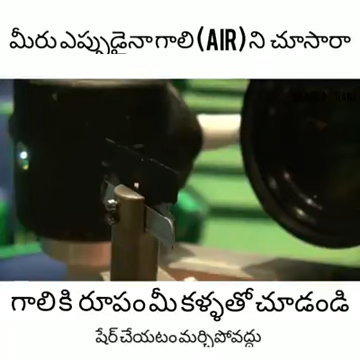 మీరు ఎప్పుడైనా గాలి (AIR) ని చూసారా
గాలి కి రూపం మీ కళ్ళతో చూడండి
షేర్ చేయటం మర్చిపోవద్దు